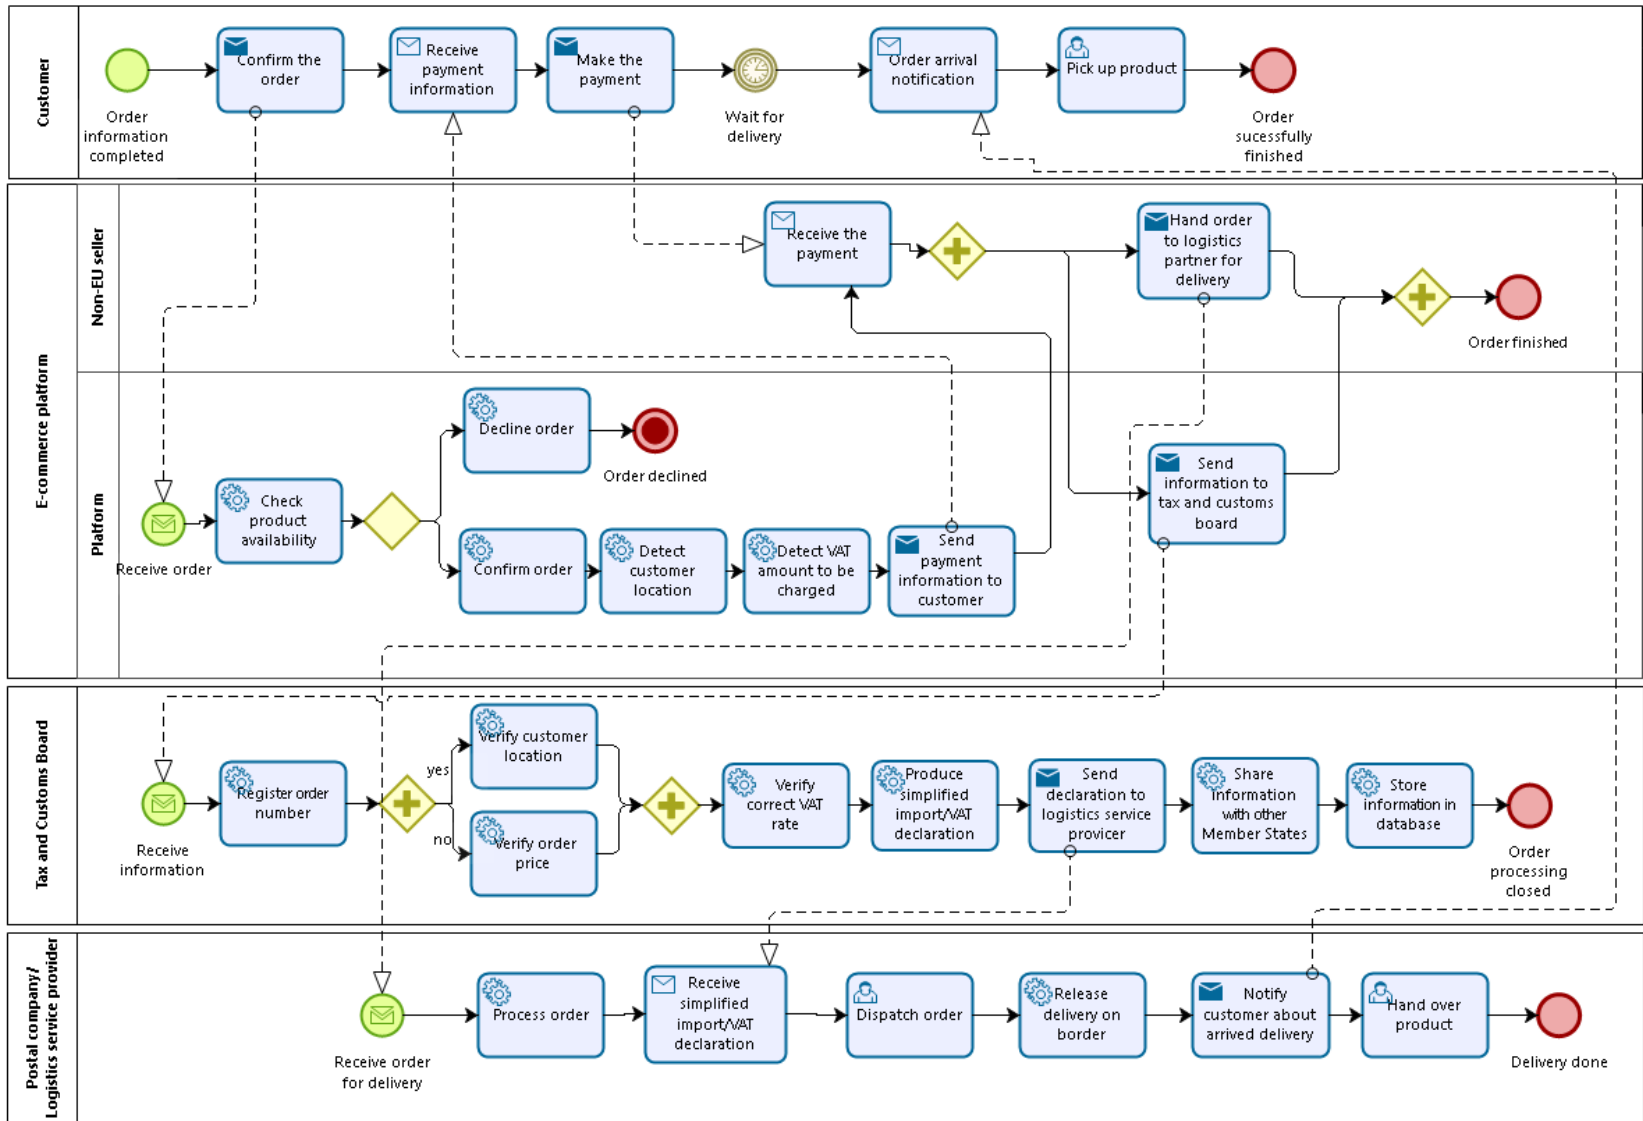 Customer
Order
information
completed
Confirm the
order
Receive
payment
information
Make the
payment
Wait for
delivery
Order arrival
notification
Pick up product
Order
sucessfully
finished
E-commerce platform
Non-EU seller
Receive the
payment
Hand order
to logistics
partner for
delivery
Order finished
Platform
Receive order
Check
product
availability
Decline order
Order declined
Confirm order
Detect
customer
location
Detect VAT
amount to be
charged
Send
payment
information to
customer
Send
information to
tax and customs
board
Tax and Customs Board
Receive
information
Register order
number
yes
no
Verify customer
location
Verify order
price
Verify
correct VAT
rate
Produce
simplified
import/VAT
declaration
Send
declaration to
logistics service
provicer
Share
information
with other
Member States
Store
information in
database
Order
processing
closed
Postal company/
Logistics service provider
Receive order
for delivery
Process order
Receive
simplified
import/VAT
declaration
Dispatch order
Release
delivery on
border
Notify
customer about
arrived delivery
Hand over
product
Delivery done